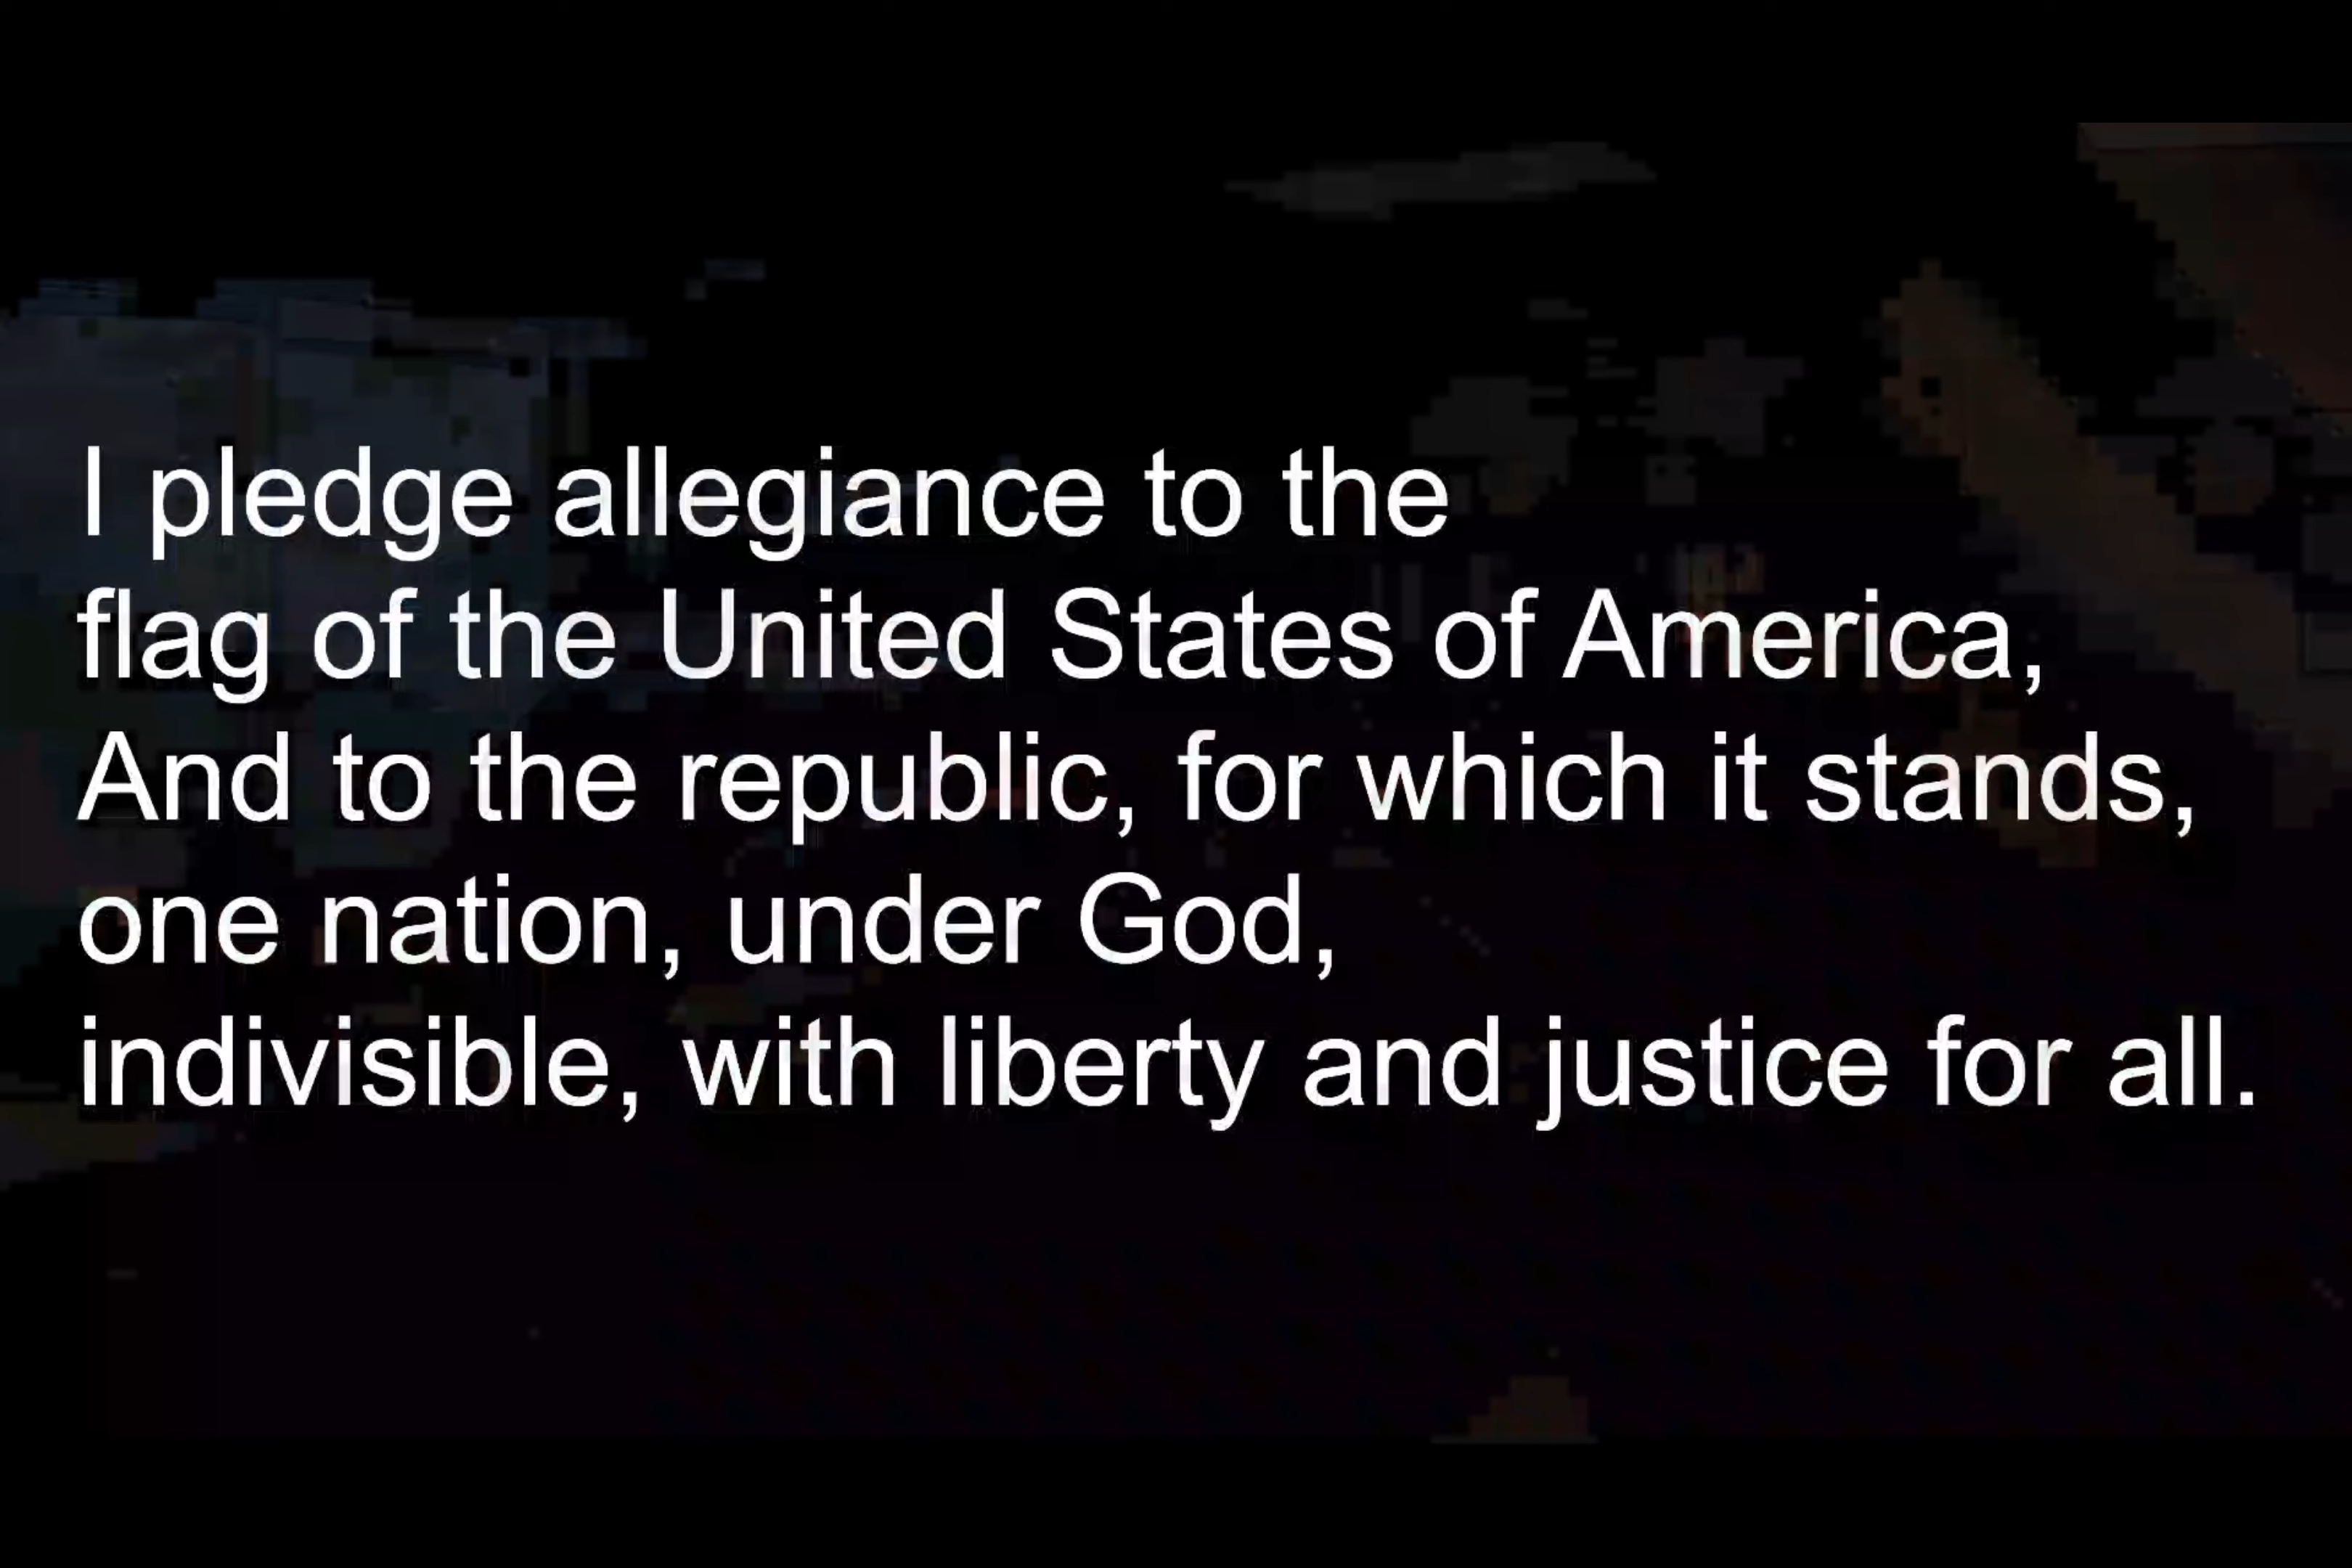 I pledge allegiance to the
flag of the United States of America,
And to the republic, for which it stands,
one nation, under God,
indivisible, with liberty and justice for all.